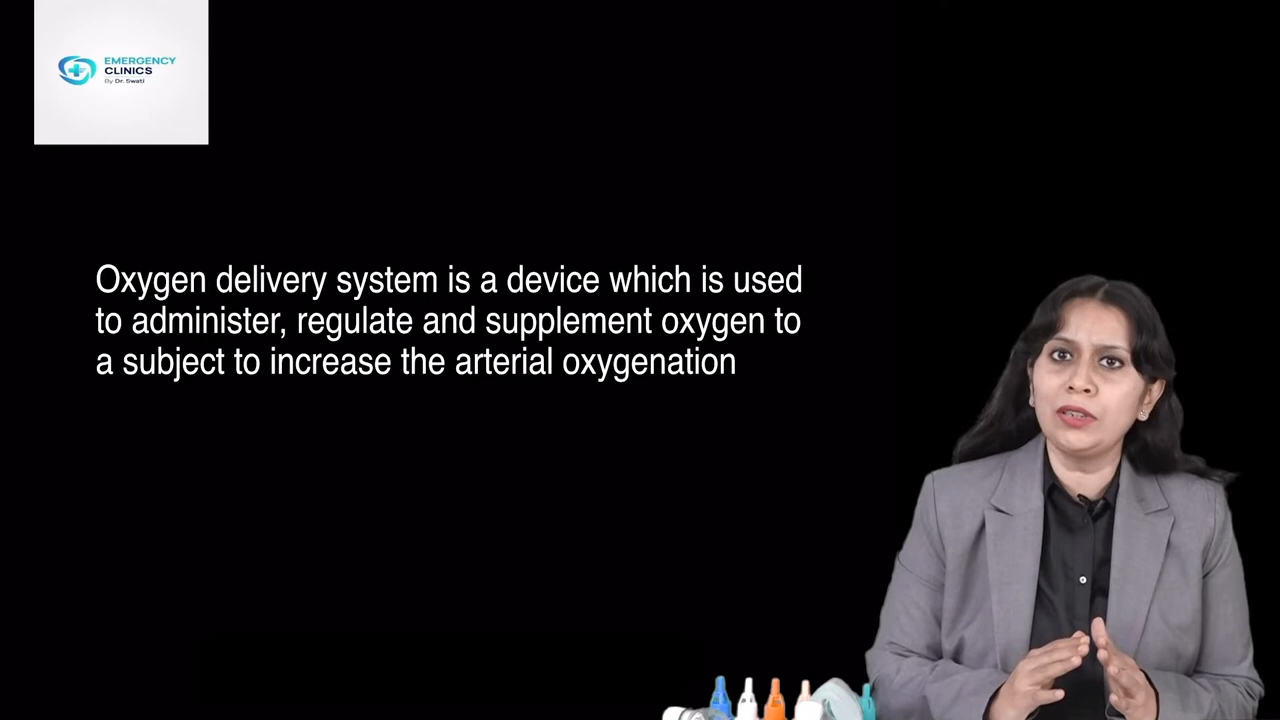 EMERGENCY
CLINICS
By Dr. Swati
Oxygen delivery system is a device which is used
to administer, regulate and supplement oxygen to
a subject to increase the arterial oxygenation